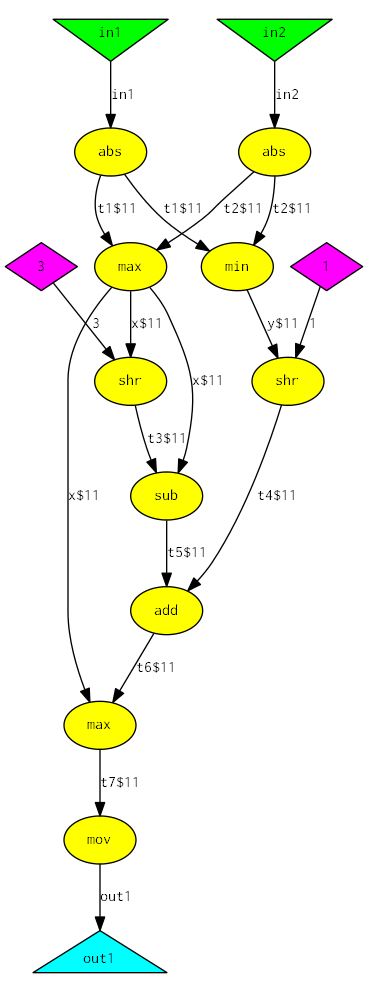 in1 in2
in1 in2
abs abs
t1$11 t1$11 t2$11 t2$11
3 max min 1
3 x$11 y$11 1
shr x$11 shr
t3$11
x$11 sub t4$11
t5$11
add
t6$11
max
t7$11
mov
out1
out1